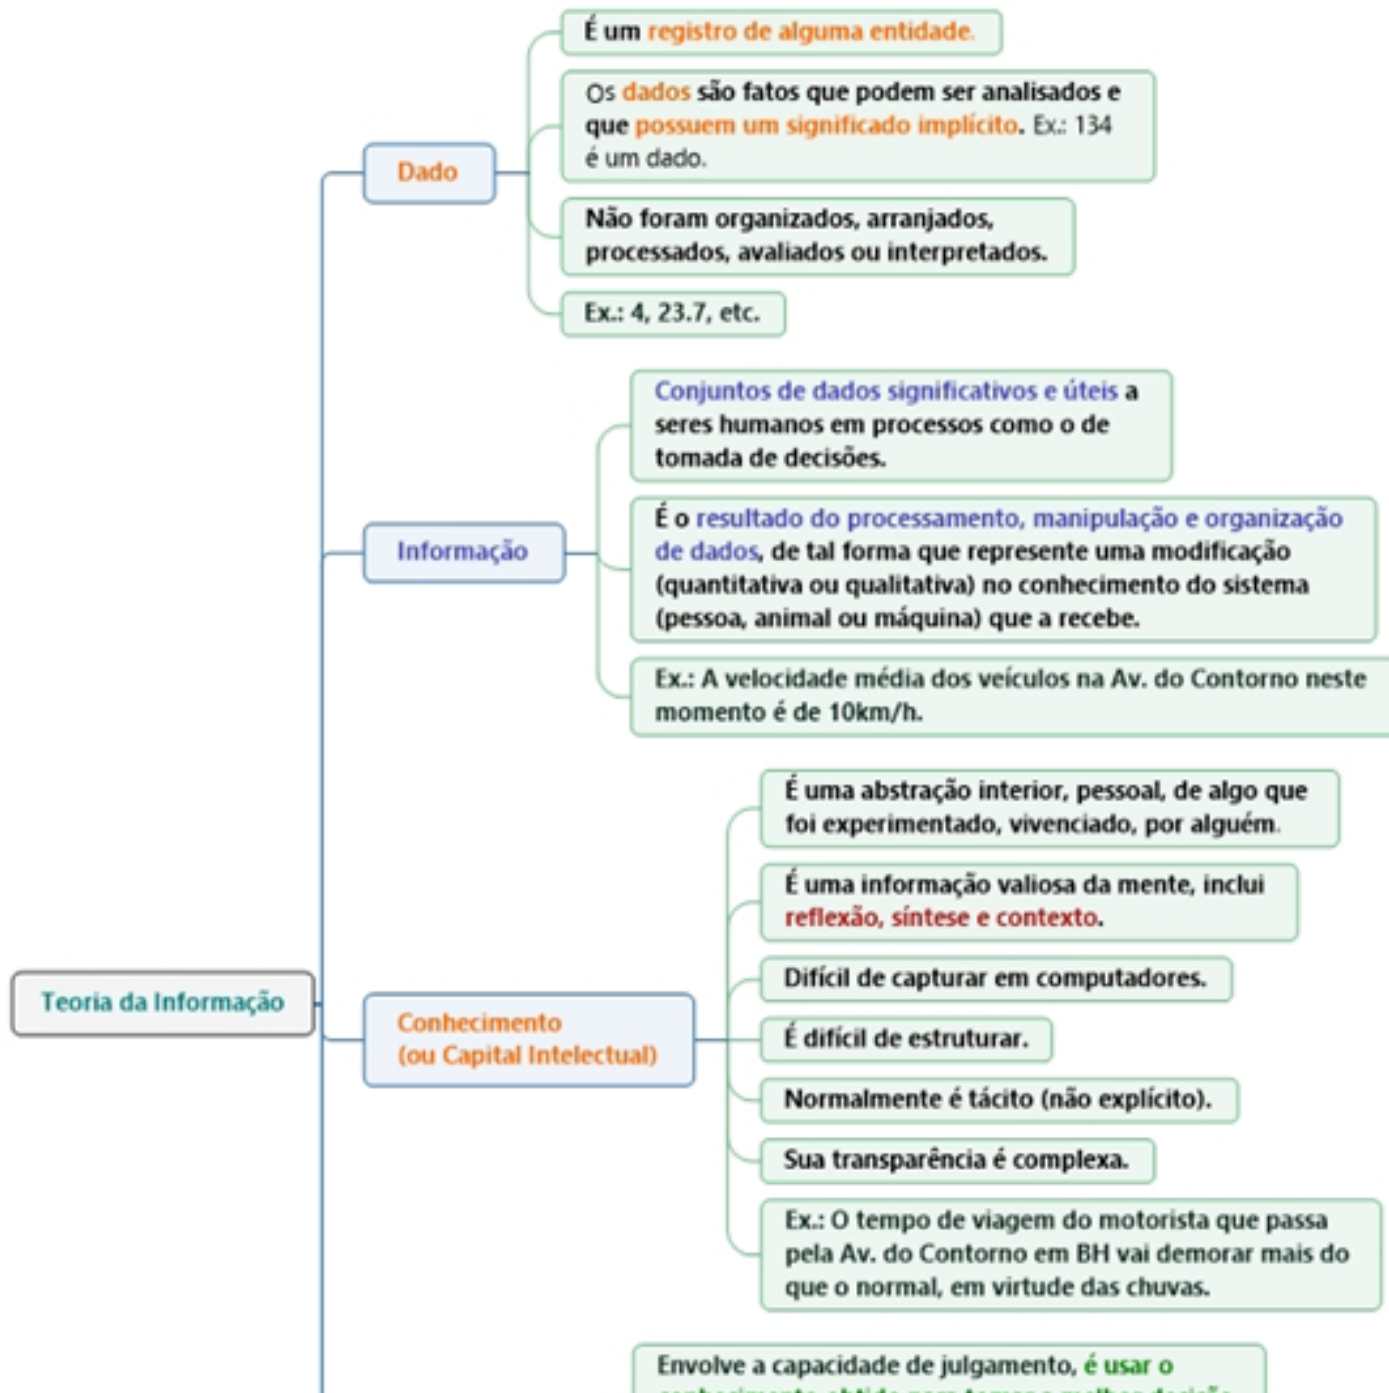 É um registro de alguma entidade.
Os dados são fatos que podem ser analisados e
que possuem um significado implícito. Ex.: 134
é um dado.
Dado
Não foram organizados, arranjados,
processados, avaliados ou interpretados.
Ex.: 4, 23.7, etc.
Conjuntos de dados significativos e úteis a
seres humanos em processos como o de
tomada de decisões.
Informação
É o resultado do processamento, manipulação e organização
de dados, de tal forma que represente uma modificação
(quantitativa ou qualitativa) no conhecimento do sistema
(pessoa, animal ou máquina) que a recebe.
Ex.: A velocidade média dos veículos na Av. do Contorno neste
momento é de 10km/h.
É uma abstração interior, pessoal, de algo que
foi experimentado, vivenciado, por alguém.
É uma informação valiosa da mente, inclui
reflexão, síntese e contexto.
Difícil de capturar em computadores.
Teoria da Informação
Conhecimento
(ou Capital Intelectual)
É difícil de estruturar.
Normalmente é tácito (não explícito).
Sua transparência é complexa.
Ex.: O tempo de viagem do motorista que passa
pela Av. do Contorno em BH vai demorar mais do
que o normal, em virtude das chuvas.
Envolve a capacidade de julgamento, é usar o